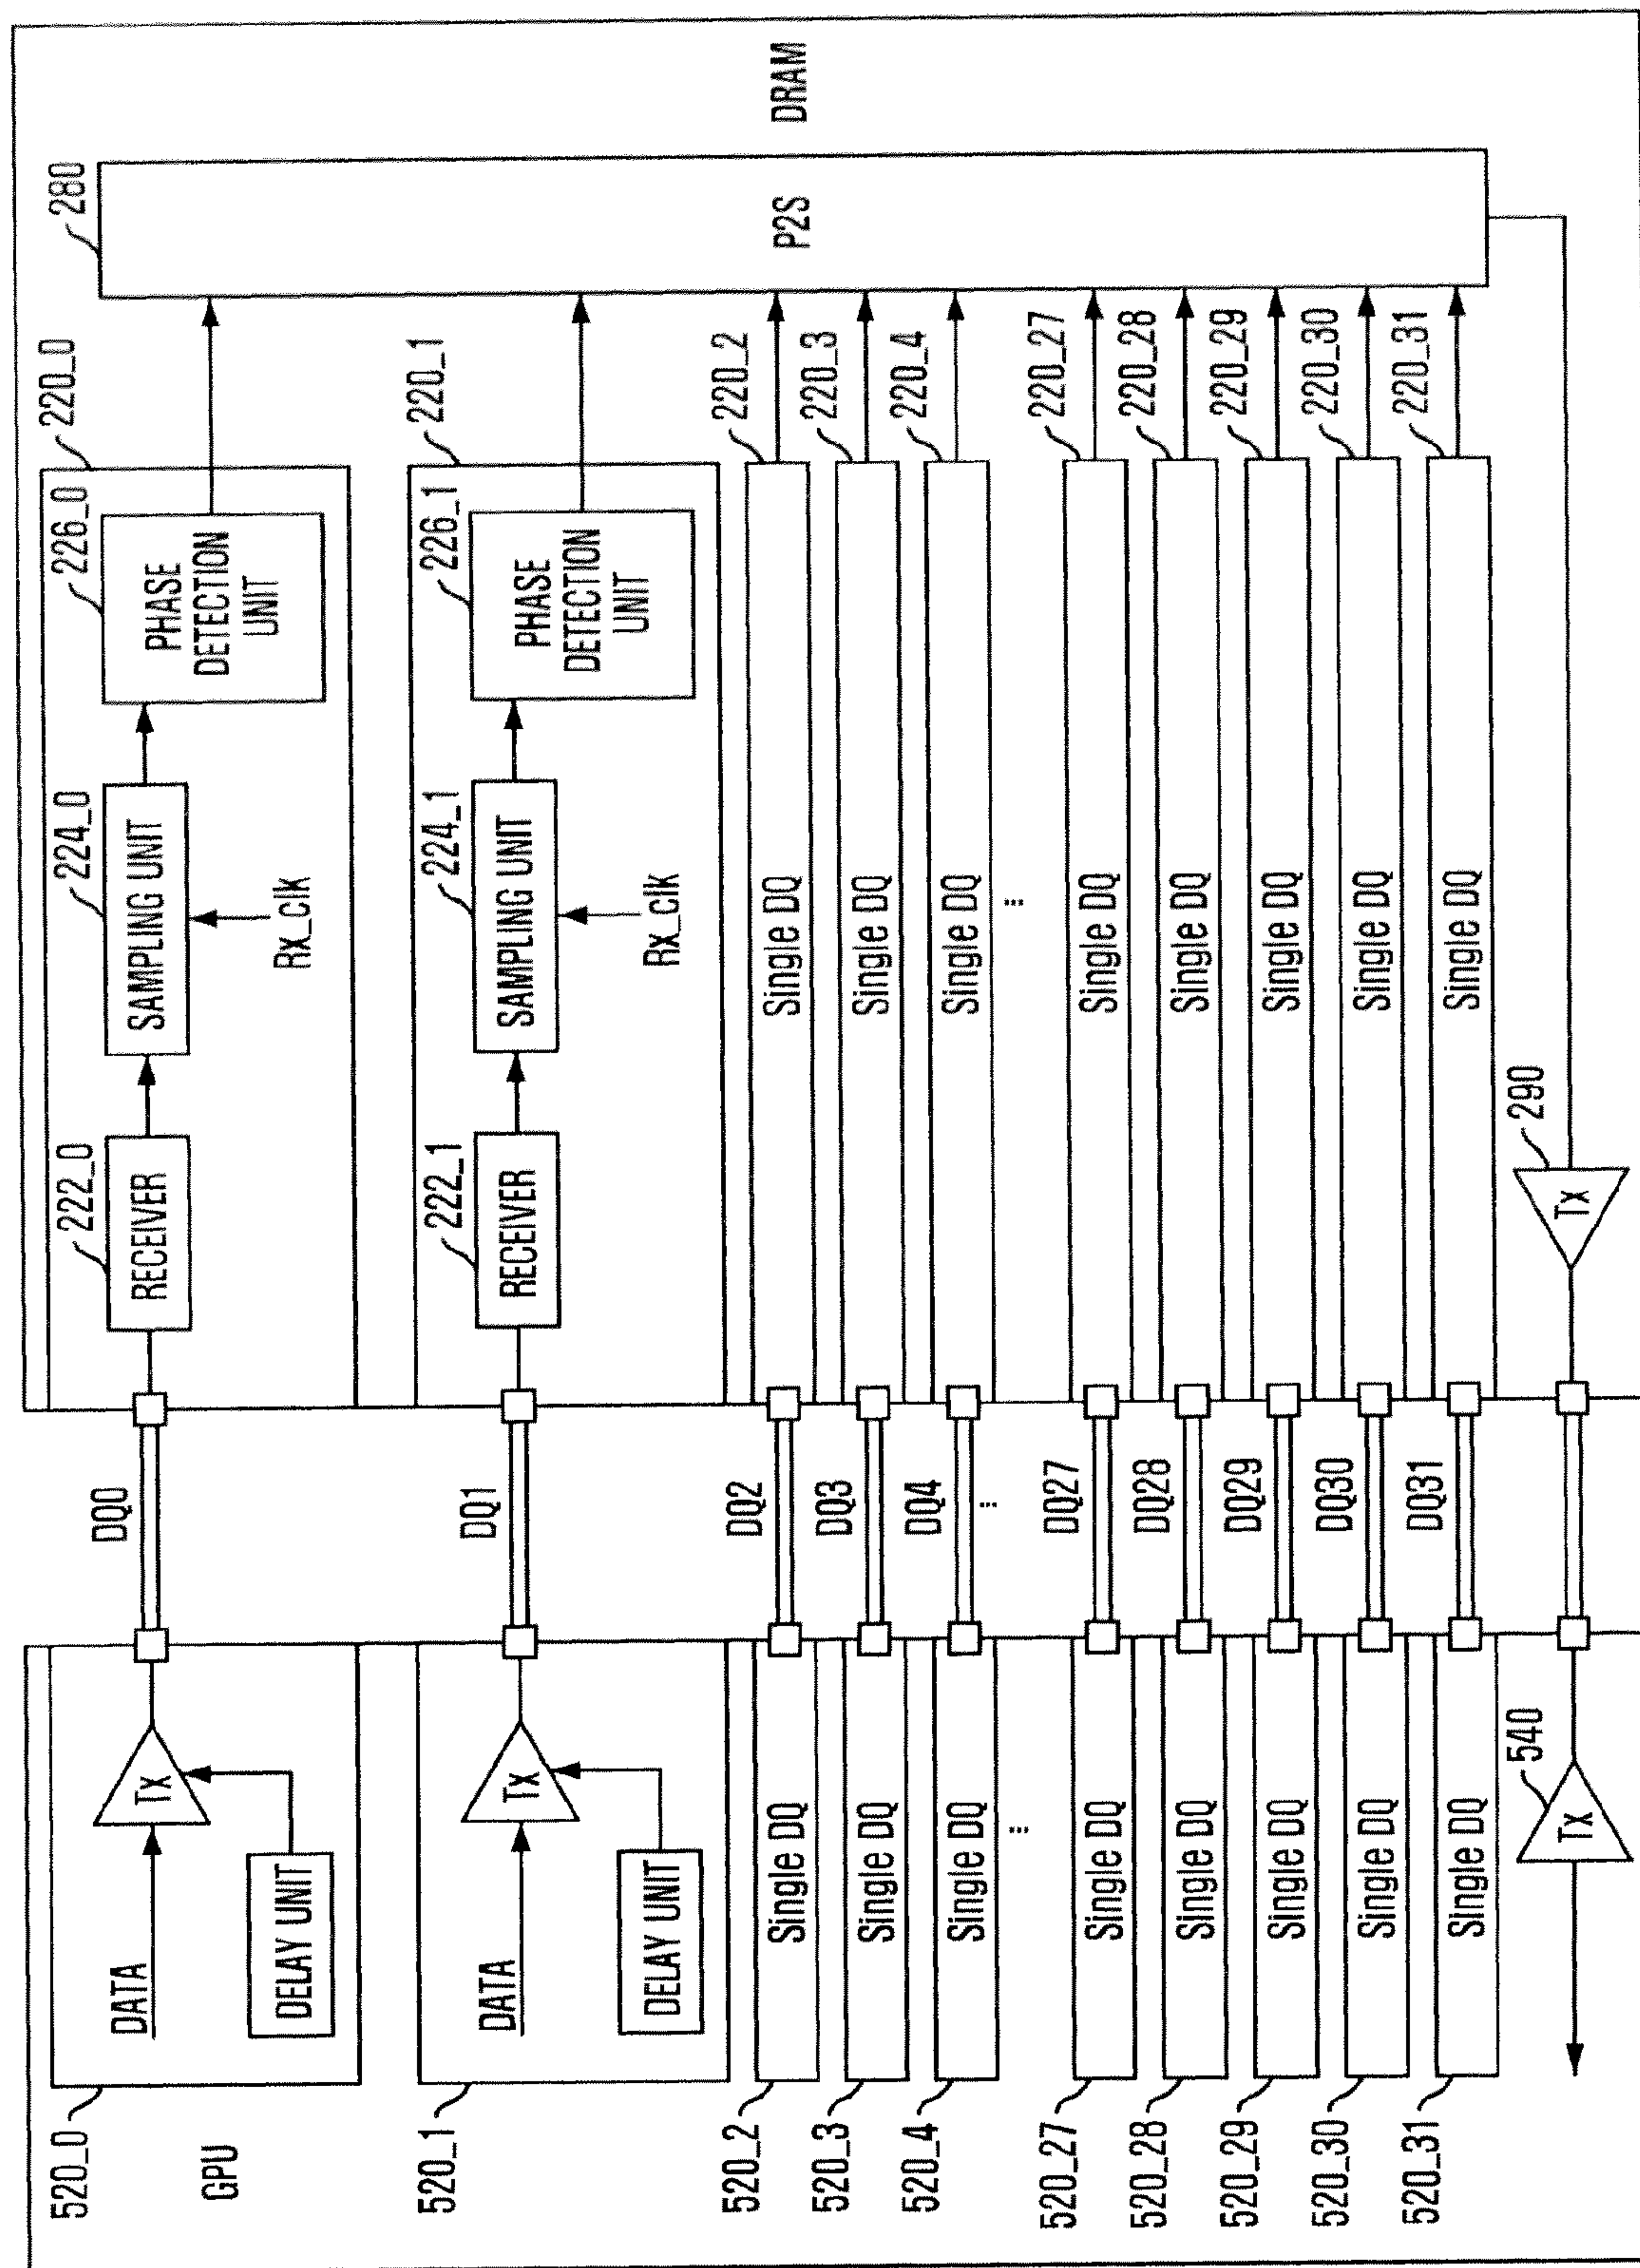 520_0
GPU
DATA
DELAY UNIT
Tx
DQ0
222_0
RECEIVER
224_0
SAMPLING UNIT
Rx_clk
226_0
PHASE
DETECTION
UNIT
220_0
280
P2S
DRAM
520_1
DATA
DELAY UNIT
Tx
DQ1
222_1
RECEIVER
224_1
SAMPLING UNIT
Rx_clk
226_1
PHASE
DETECTION
UNIT
220_1
520_2
Single DQ
DQ2
Single DQ
220_2
520_3
Single DQ
DQ3
Single DQ
220_3
520_4
Single DQ
DQ4
Single DQ
220_4
...
...
...
520_27
Single DQ
DQ27
Single DQ
220_27
520_28
Single DQ
DQ28
Single DQ
220_28
520_29
Single DQ
DQ29
Single DQ
220_29
520_30
Single DQ
DQ30
Single DQ
220_30
520_31
Single DQ
DQ31
Single DQ
220_31
540
Tx
290
Tx